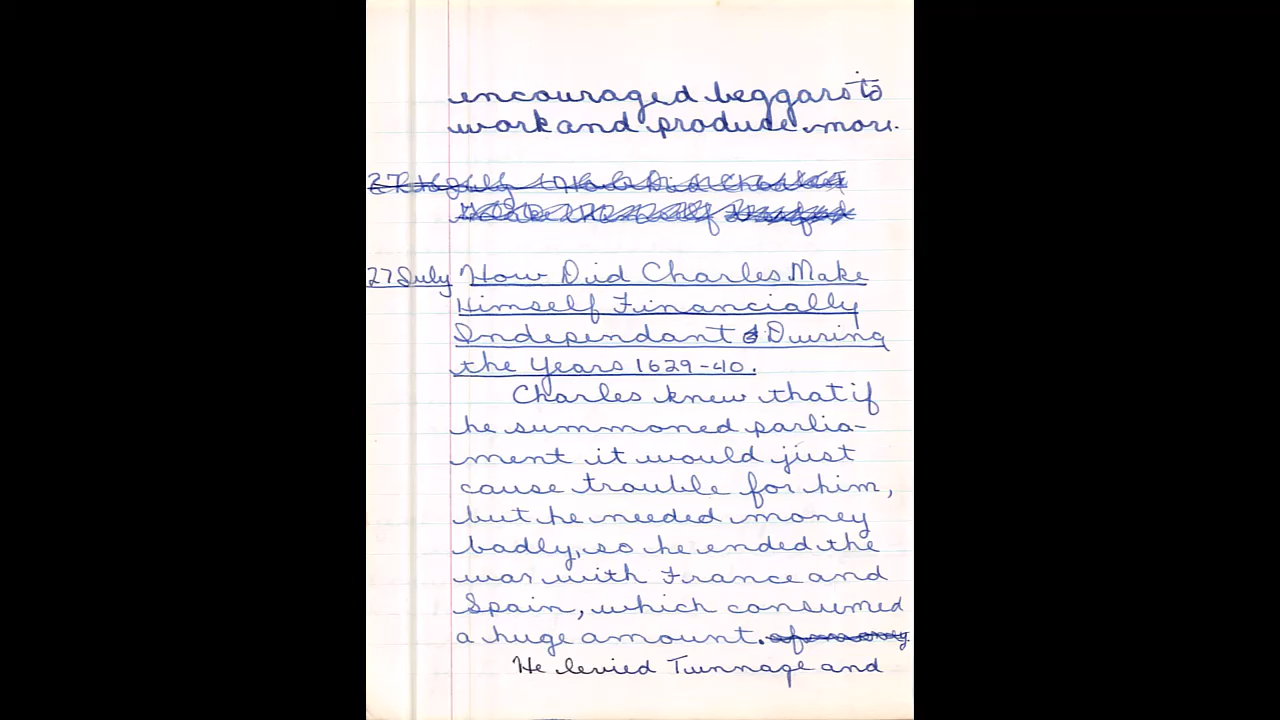 encouraged beggars to
work and produce more.
27 July How Did Charles Make
Himself Financially
Independant During
the Years 1629-40.
Charles knew that if
he summoned parlia-
ment it would just
cause trouble for him,
but he needed money
badly, so he ended the
war with France and
Spain, which consumed
a huge amount. of money.
He levied Tunnage and